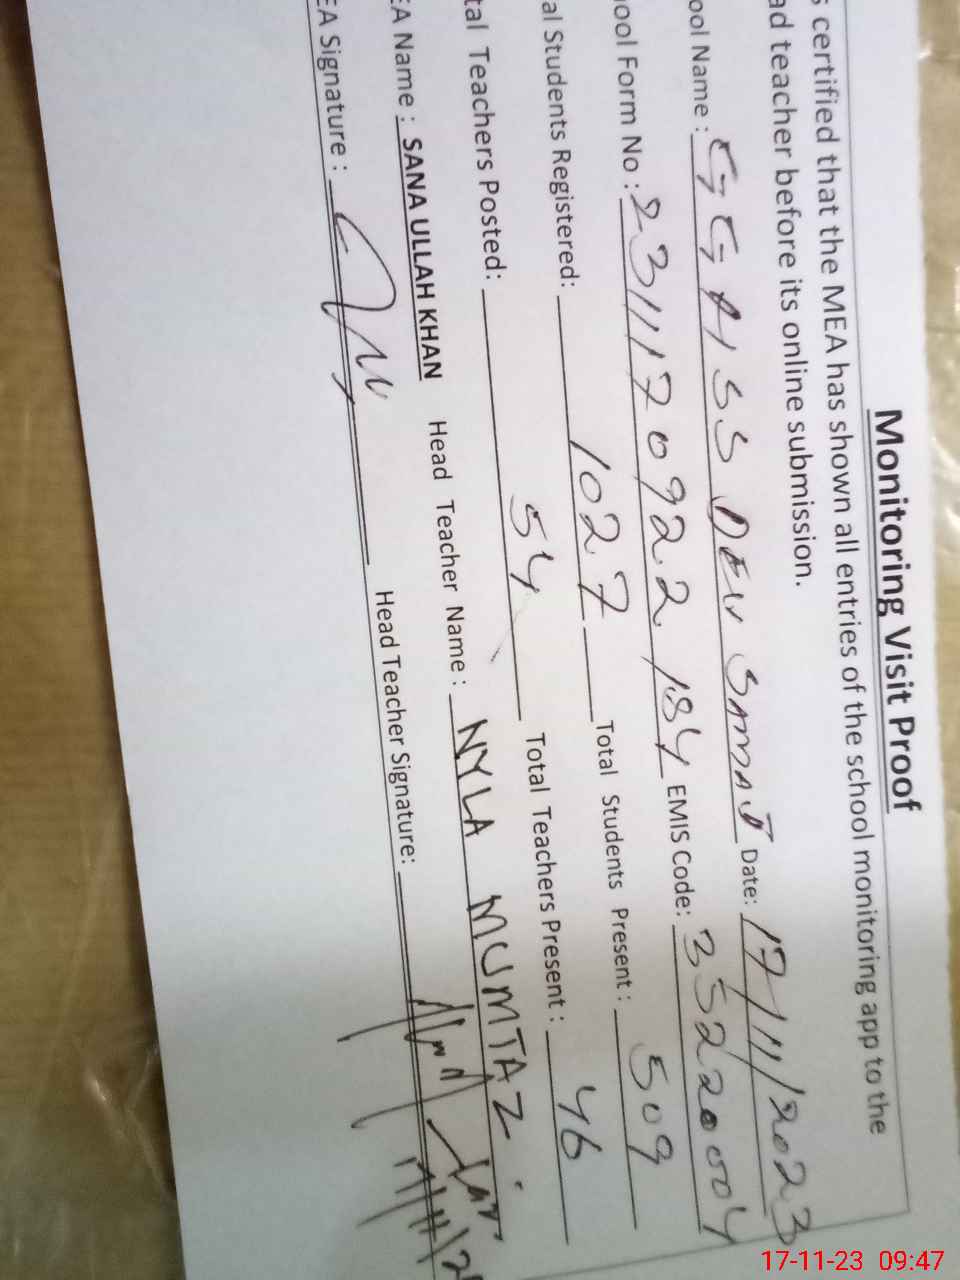 Monitoring Visit Proof
s certified that the MEA has shown all entries of the school monitoring app to the
ad teacher before its online submission.
ool Name : GGHSS DEV SAMAJ Date: 17/11/2023
ool Form No : 2311170922184 EMIS Code: 35220004
al Students Registered: 1027 Total Students Present : 509
tal Teachers Posted: 54 Total Teachers Present : 46
EA Name : SANA ULLAH KHAN Head Teacher Name : NYLA MUMTAZ
EA Signature : Head Teacher Signature:
17-11-23 09:47